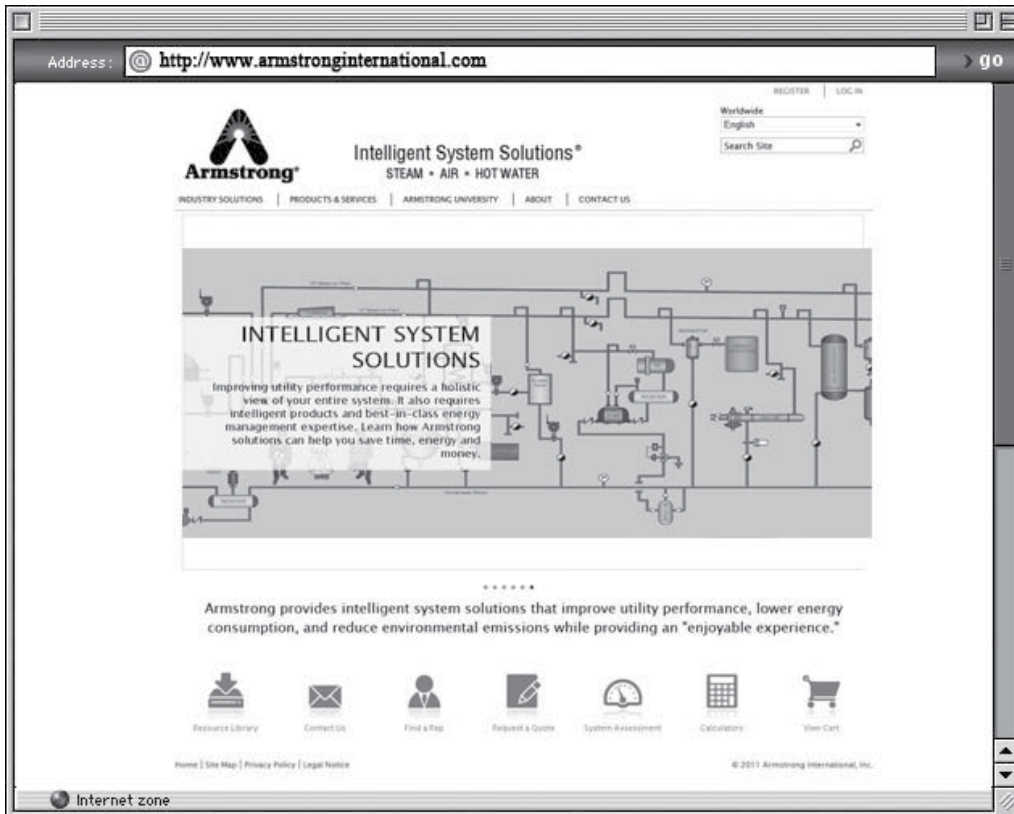 Address: @ http://www.armstronginternational.com go
REGISTER | LOG IN
Worldwide
English
Search Site
Armstrong®
Intelligent System Solutions®
STEAM • AIR • HOT WATER
INDUSTRY SOLUTIONS | PRODUCTS & SERVICES | ARMSTRONG UNIVERSITY | ABOUT | CONTACT US
INTELLIGENT SYSTEM
SOLUTIONS
Improving utility performance requires a holistic
view of your entire system. It also requires
intelligent products and best-in-class energy
management expertise. Learn how Armstrong
solutions can help you save time, energy and
money.
Armstrong provides intelligent system solutions that improve utility performance, lower energy
consumption, and reduce environmental emissions while providing an "enjoyable experience."
Resource Library Contact Us Find a Rep Request a Quote System Assessment Calculators View Cart
Home | Site Map | Privacy Policy | Legal Notice © 2011 Armstrong International, Inc.
Internet zone